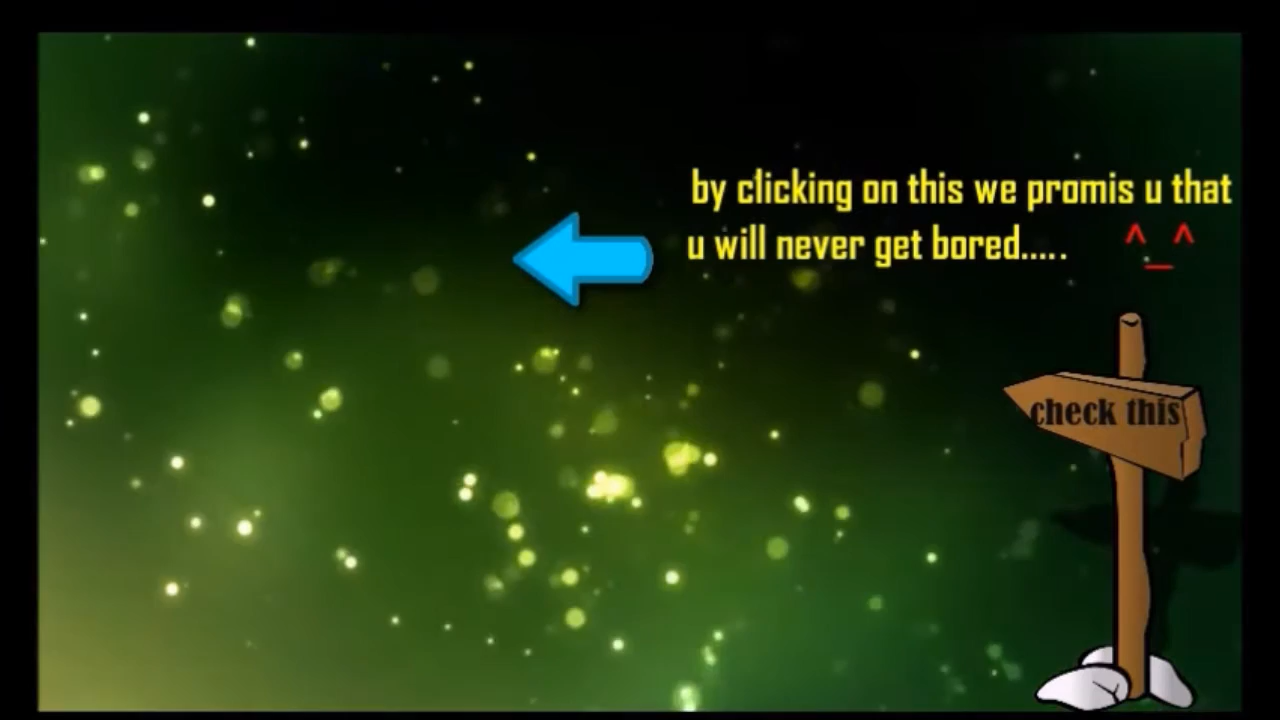 by clicking on this we promis u that
u will never get bored..... ^_^
check this